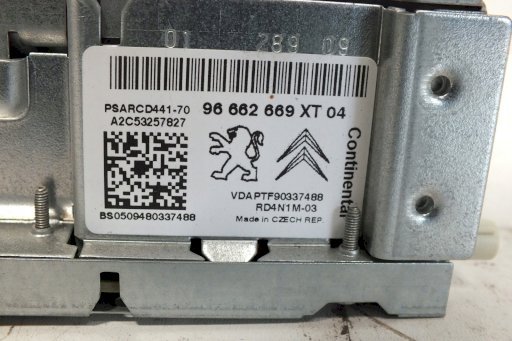 01 289 09
PSARCD441-70
A2C53257827
96 662 669 XT 04
Continental
VDAPTF90337488
RD4N1M-03
Made in CZECH REP.
BS0509480337488